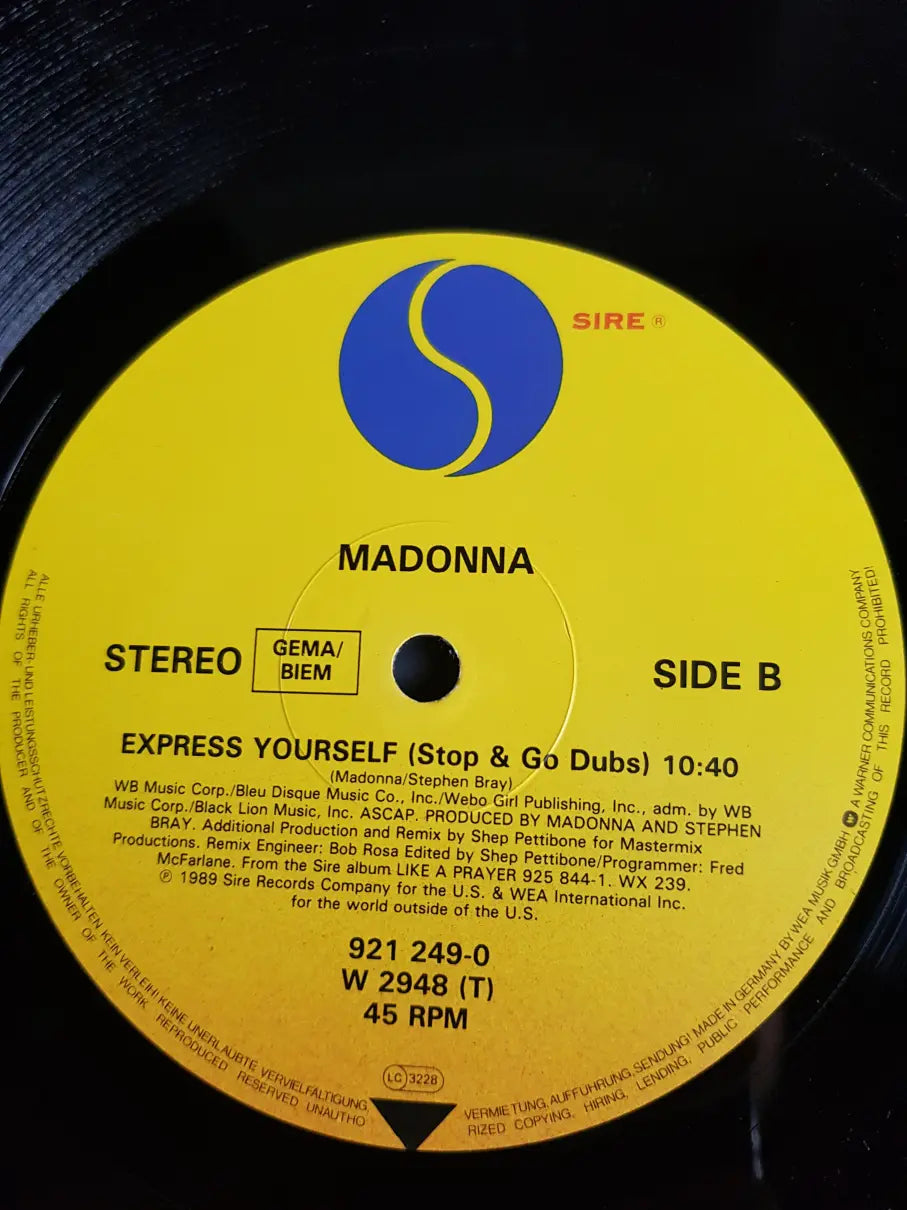 SIRE ®
MADONNA
STEREO
GEMA/
BIEM
SIDE B
EXPRESS YOURSELF (Stop & Go Dubs) 10:40
(Madonna/Stephen Bray)
WB Music Corp./Bleu Disque Music Co., Inc./Webo Girl Publishing, Inc., adm. by WB
Music Corp./Black Lion Music, Inc. ASCAP. PRODUCED BY MADONNA AND STEPHEN
BRAY. Additional Production and Remix by Shep Pettibone for Mastermix
Productions. Remix Engineer: Bob Rosa Edited by Shep Pettibone/Programmer: Fred
McFarlane. From the Sire album LIKE A PRAYER 925 844-1. WX 239.
℗ 1989 Sire Records Company for the U.S. & WEA International Inc.
for the world outside of the U.S.
921 249-0
W 2948 (T)
45 RPM
LC 3228
ALLE URHEBER- UND LEISTUNGSSCHUTZRECHTE VORBEHALTEN KEIN VERLEIH! KEINE UNERLAUBTE VERVIELFÄLTIGUNG,
VERMIETUNG, AUFFÜHRUNG, SENDUNG! MADE IN GERMANY BY WEA MUSIK GMBH A WARNER COMMUNICATIONS COMPANY
ALL RIGHTS OF THE PRODUCER AND OF THE OWNER OF THE WORK REPRODUCED RESERVED UNAUTHO
RIZED COPYING, HIRING, LENDING, PUBLIC PERFORMANCE AND BROADCASTING OF THIS RECORD PROHIBITED!